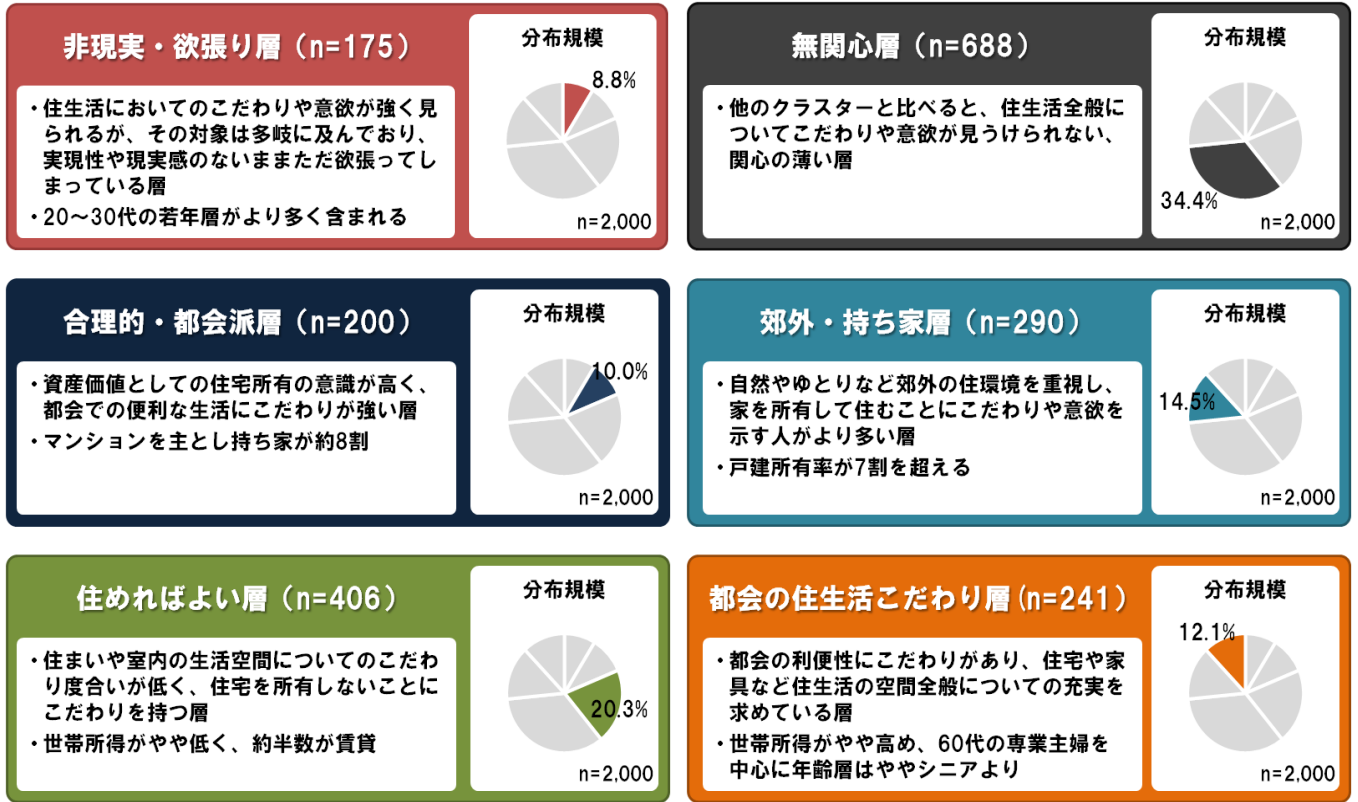 非現実・欲張り層（n=175）
・住生活においてのこだわりや意欲が強く見
られるが、その対象は多岐に及んでおり、
実現性や現実感のないままただ欲張ってし
まっている層
・20～30代の若年層がより多く含まれる
分布規模
8.8%
n=2,000
無関心層（n=688）
・他のクラスターと比べると、住生活全般に
ついてこだわりや意欲が見うけられない、
関心の薄い層
分布規模
34.4%
n=2,000
合理的・都会派層（n=200）
・資産価値としての住宅所有の意識が高く、
都会での便利な生活にこだわりが強い層
・マンションを主とし持ち家が約8割
分布規模
10.0%
n=2,000
郊外・持ち家層（n=290）
・自然やゆとりなど郊外の住環境を重視し、
家を所有して住むことにこだわりや意欲を
示す人がより多い層
・戸建所有率が7割を超える
分布規模
14.5%
n=2,000
住めればよい層（n=406）
・住まいや室内の生活空間についてのこだわ
り度合いが低く、住宅を所有しないことに
こだわりを持つ層
・世帯所得がやや低く、約半数が賃貸
分布規模
20.3%
n=2,000
都会の住生活こだわり層(n=241）
・都会の利便性にこだわりがあり、住宅や家
具など住生活の空間全般についての充実を
求めている層
・世帯所得がやや高め、60代の専業主婦を
中心に年齢層はややシニアより
分布規模
12.1%
n=2,000